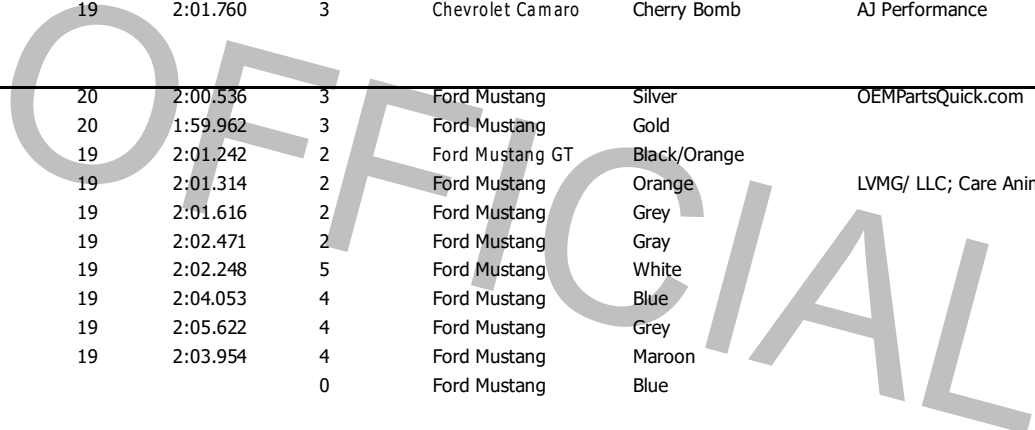 19 2:01.760 3 Chevrolet Camaro Cherry Bomb AJ Performance
20 2:00.536 3 Ford Mustang Silver OEMPartsQuick.com
20 1:59.962 3 Ford Mustang Gold
19 2:01.242 2 Ford Mustang GT Black/Orange
19 2:01.314 2 Ford Mustang Orange LVMG/ LLC; Care Anin
19 2:01.616 2 Ford Mustang Grey
19 2:02.471 2 Ford Mustang Gray
19 2:02.248 5 Ford Mustang White
19 2:04.053 4 Ford Mustang Blue
19 2:05.622 4 Ford Mustang Grey
19 2:03.954 4 Ford Mustang Maroon
0 Ford Mustang Blue
OFFICIAL